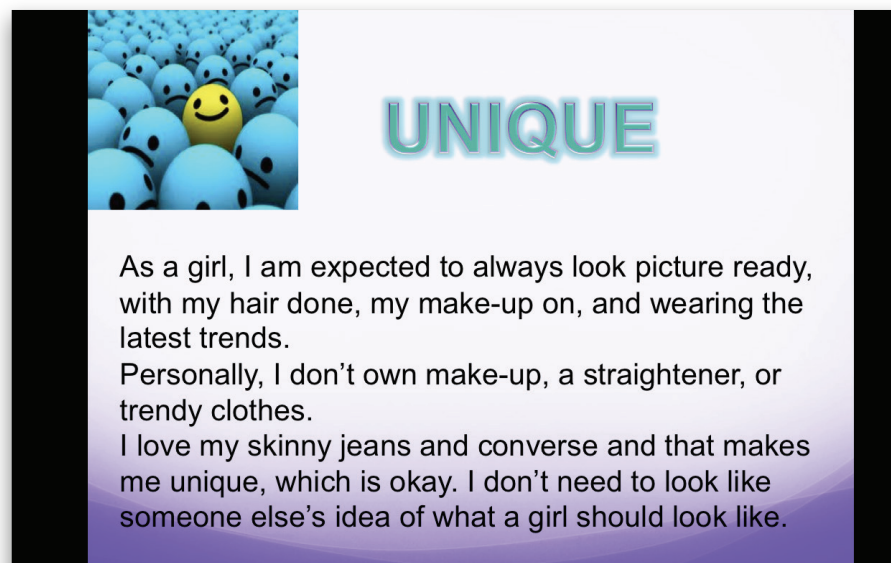 UNIQUE
As a girl, I am expected to always look picture ready,
with my hair done, my make-up on, and wearing the
latest trends.
Personally, I don’t own make-up, a straightener, or
trendy clothes.
I love my skinny jeans and converse and that makes
me unique, which is okay. I don’t need to look like
someone else’s idea of what a girl should look like.